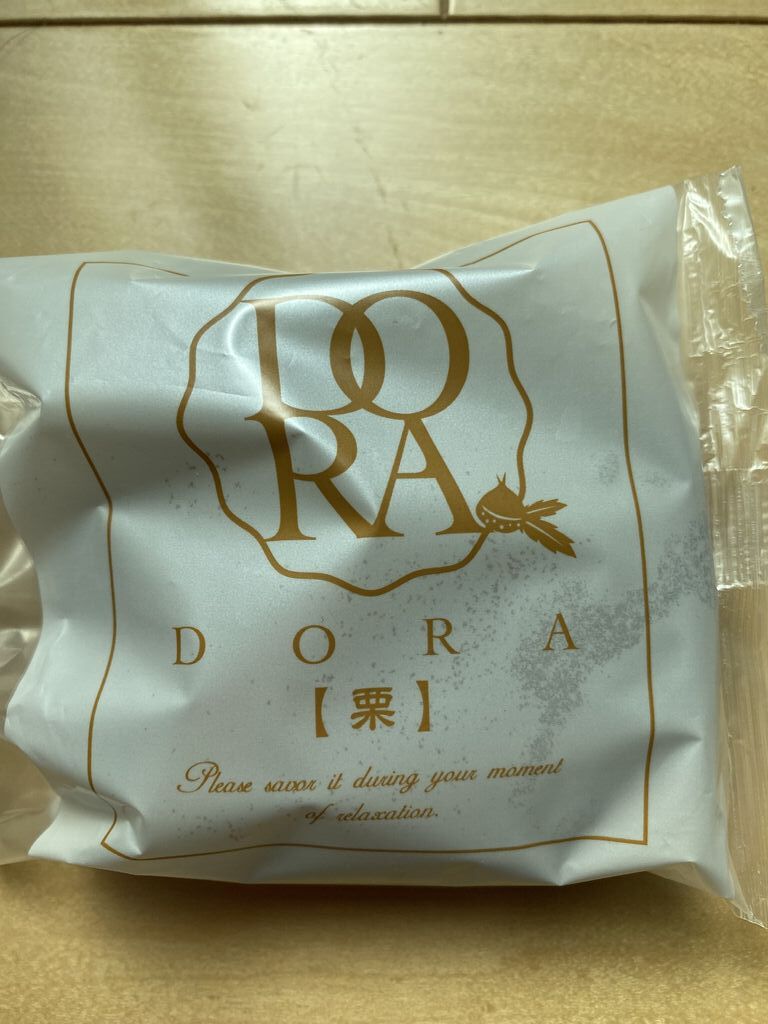 DO
RA
DORA
【栗】
Please savor it during your moment
of relaxation.